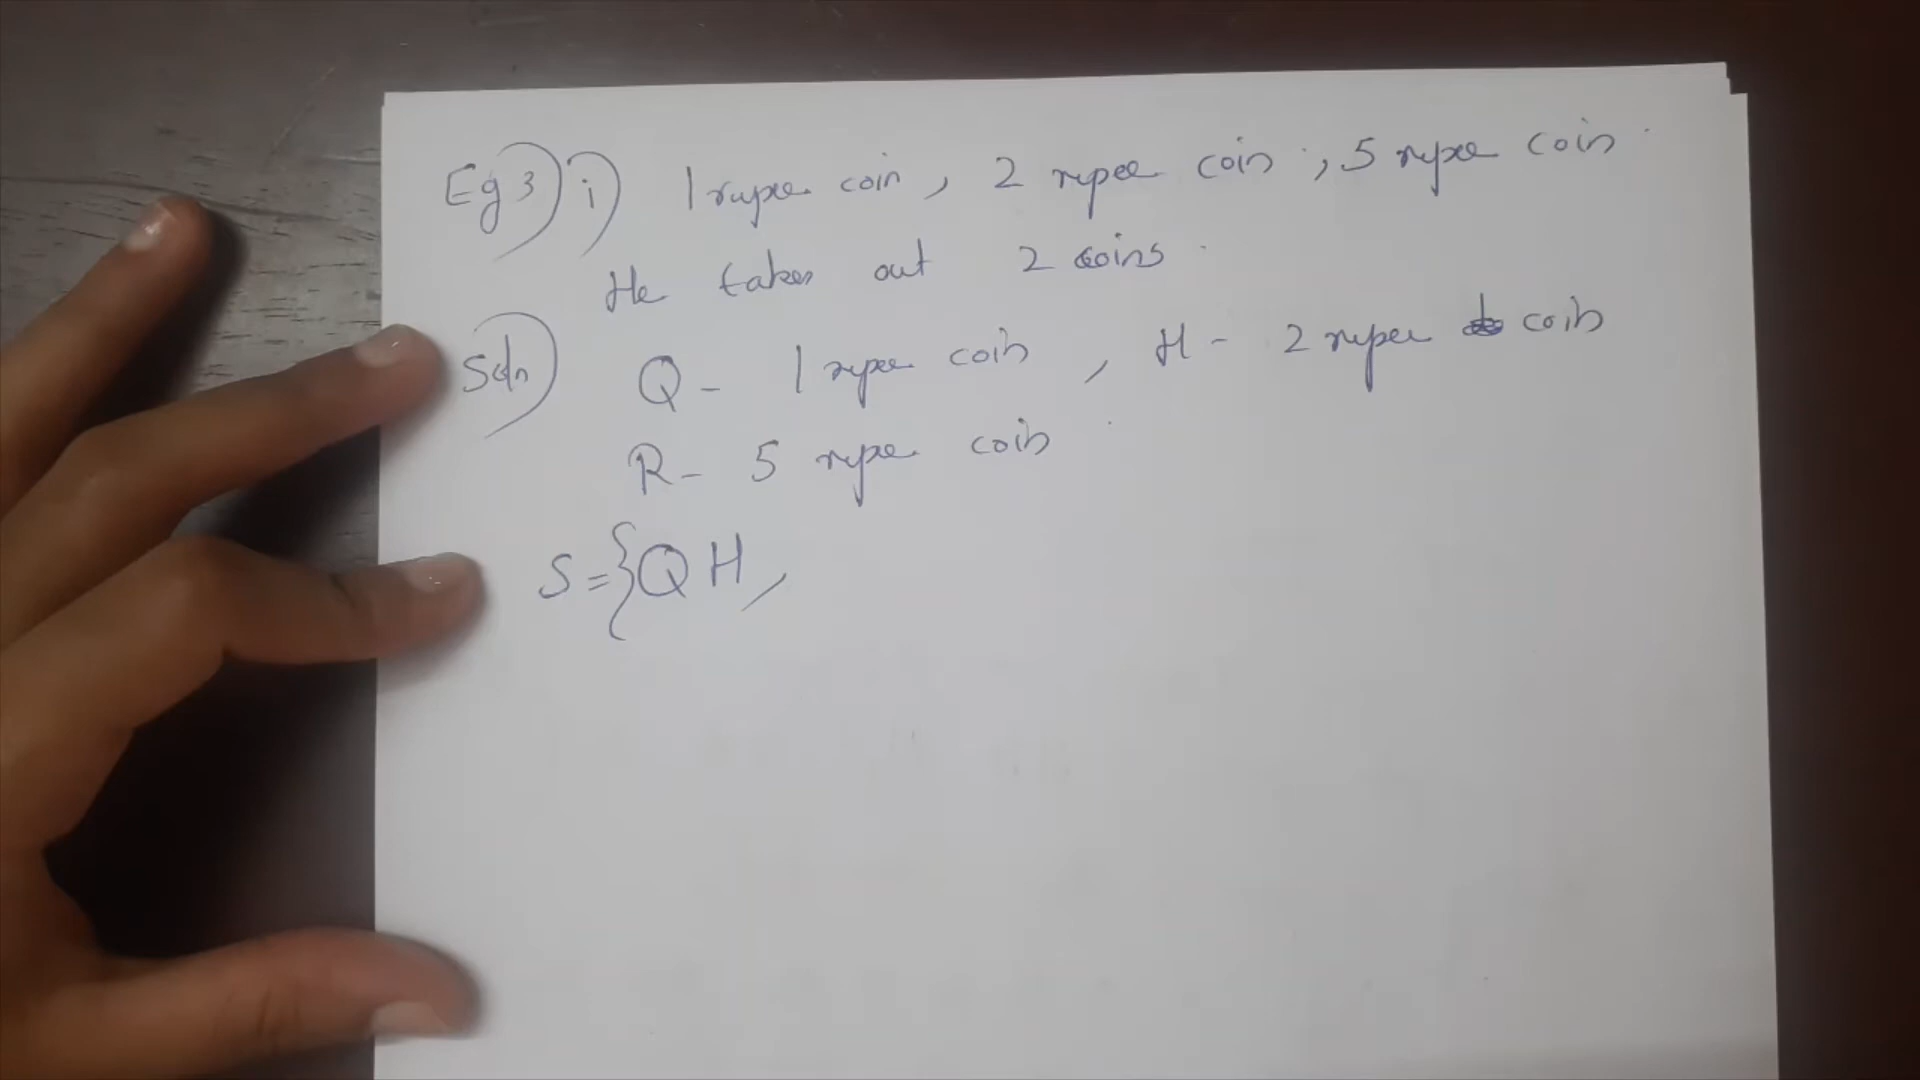 Eg 3) i) 1 rupee coin, 2 rupee coin, 5 rupee coin.
He takes out 2 coins.
Soln) Q - 1 rupee coin, H - 2 rupee coin
R - 5 rupee coin.
S = { Q H,